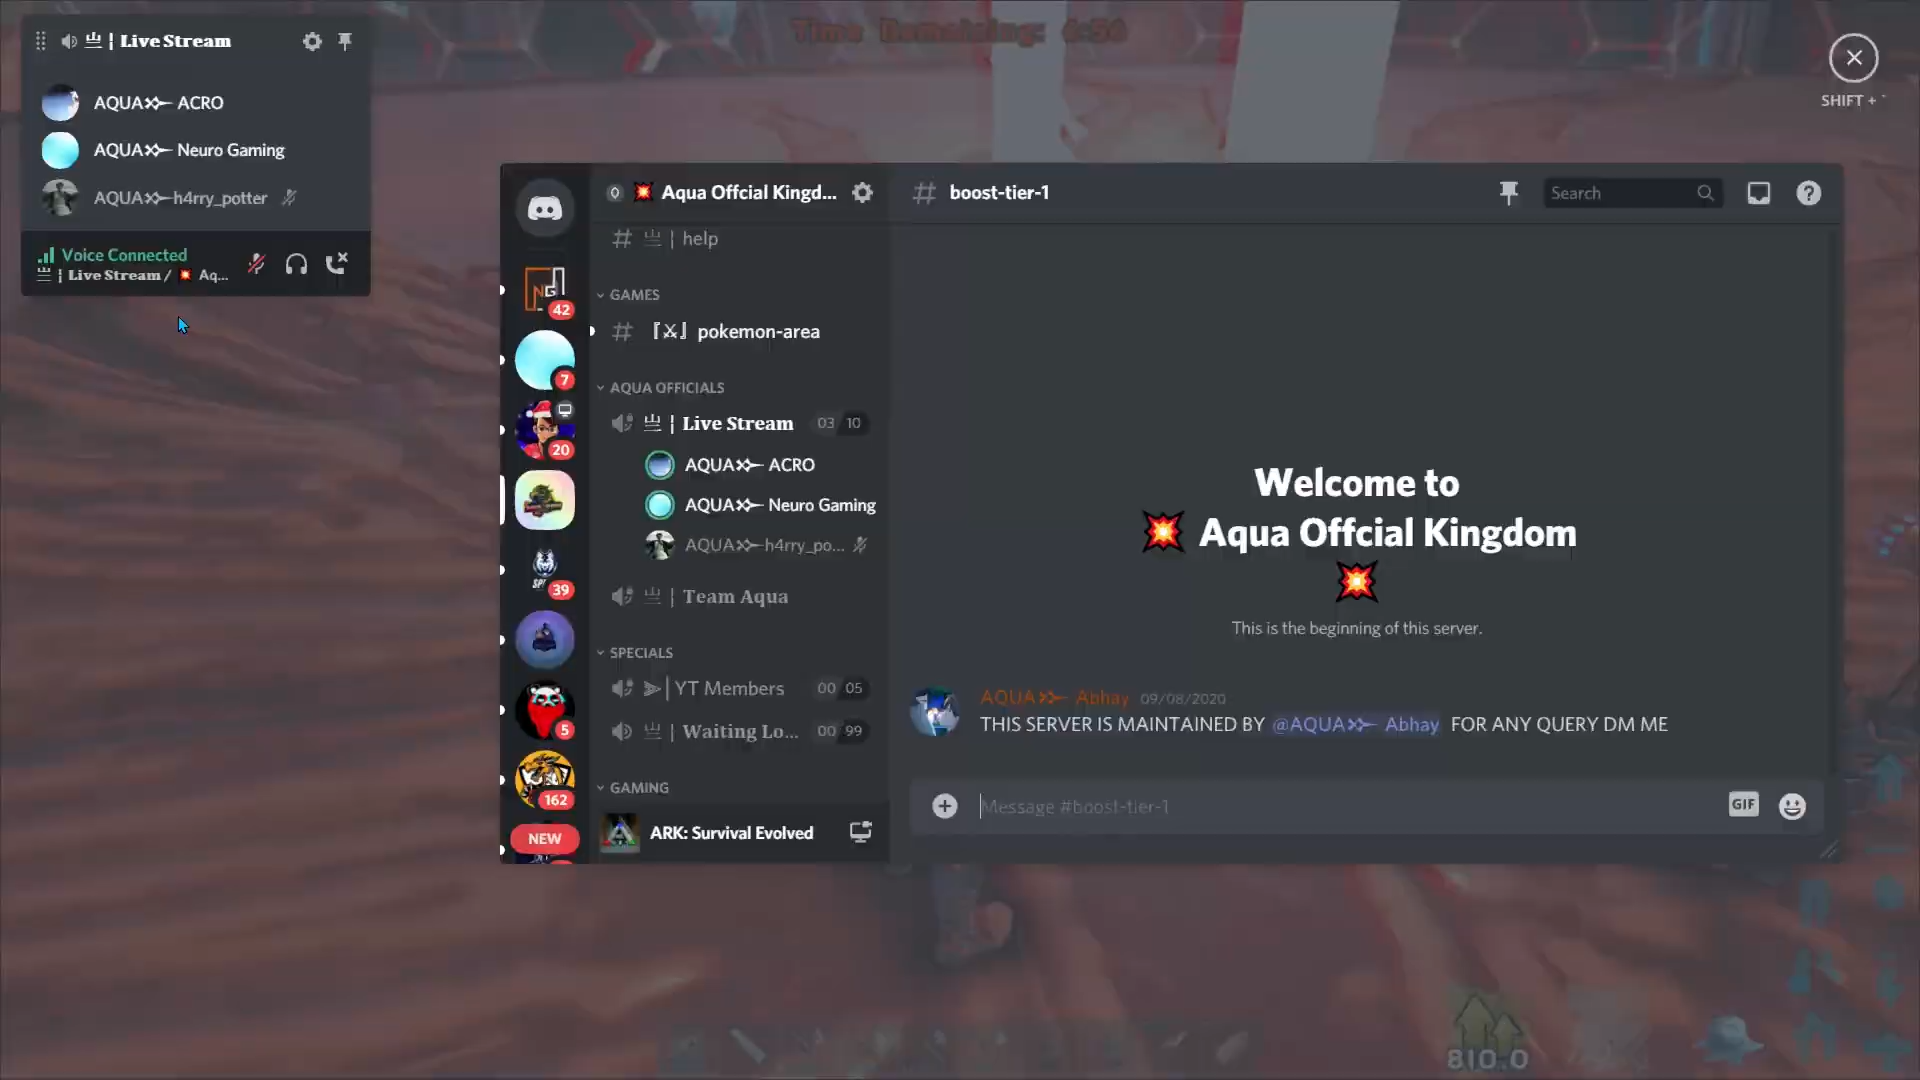 Time Remaining: 6:56
| Live Stream
SHIFT + `
AQUA ACRO
AQUA Neuro Gaming
AQUA h4rry_potter
Voice Connected
| Live Stream / 💥 Aq...
💥 Aqua Offcial Kingd...
# boost-tier-1
Search
# | help
GAMES
# 『⚔』 pokemon-area
AQUA OFFICIALS
| Live Stream 03 10
AQUA ACRO
AQUA Neuro Gaming
AQUA h4rry_po...
| Team Aqua
SPECIALS
| YT Members 00 05
| Waiting Lo... 00 99
GAMING
ARK: Survival Evolved
NG
42
7
20
39
5
162
NEW
Welcome to
💥 Aqua Offcial Kingdom
💥
This is the beginning of this server.
AQUA Abhay 09/08/2020
THIS SERVER IS MAINTAINED BY @AQUA Abhay FOR ANY QUERY DM ME
Message #boost-tier-1
GIF
810.0